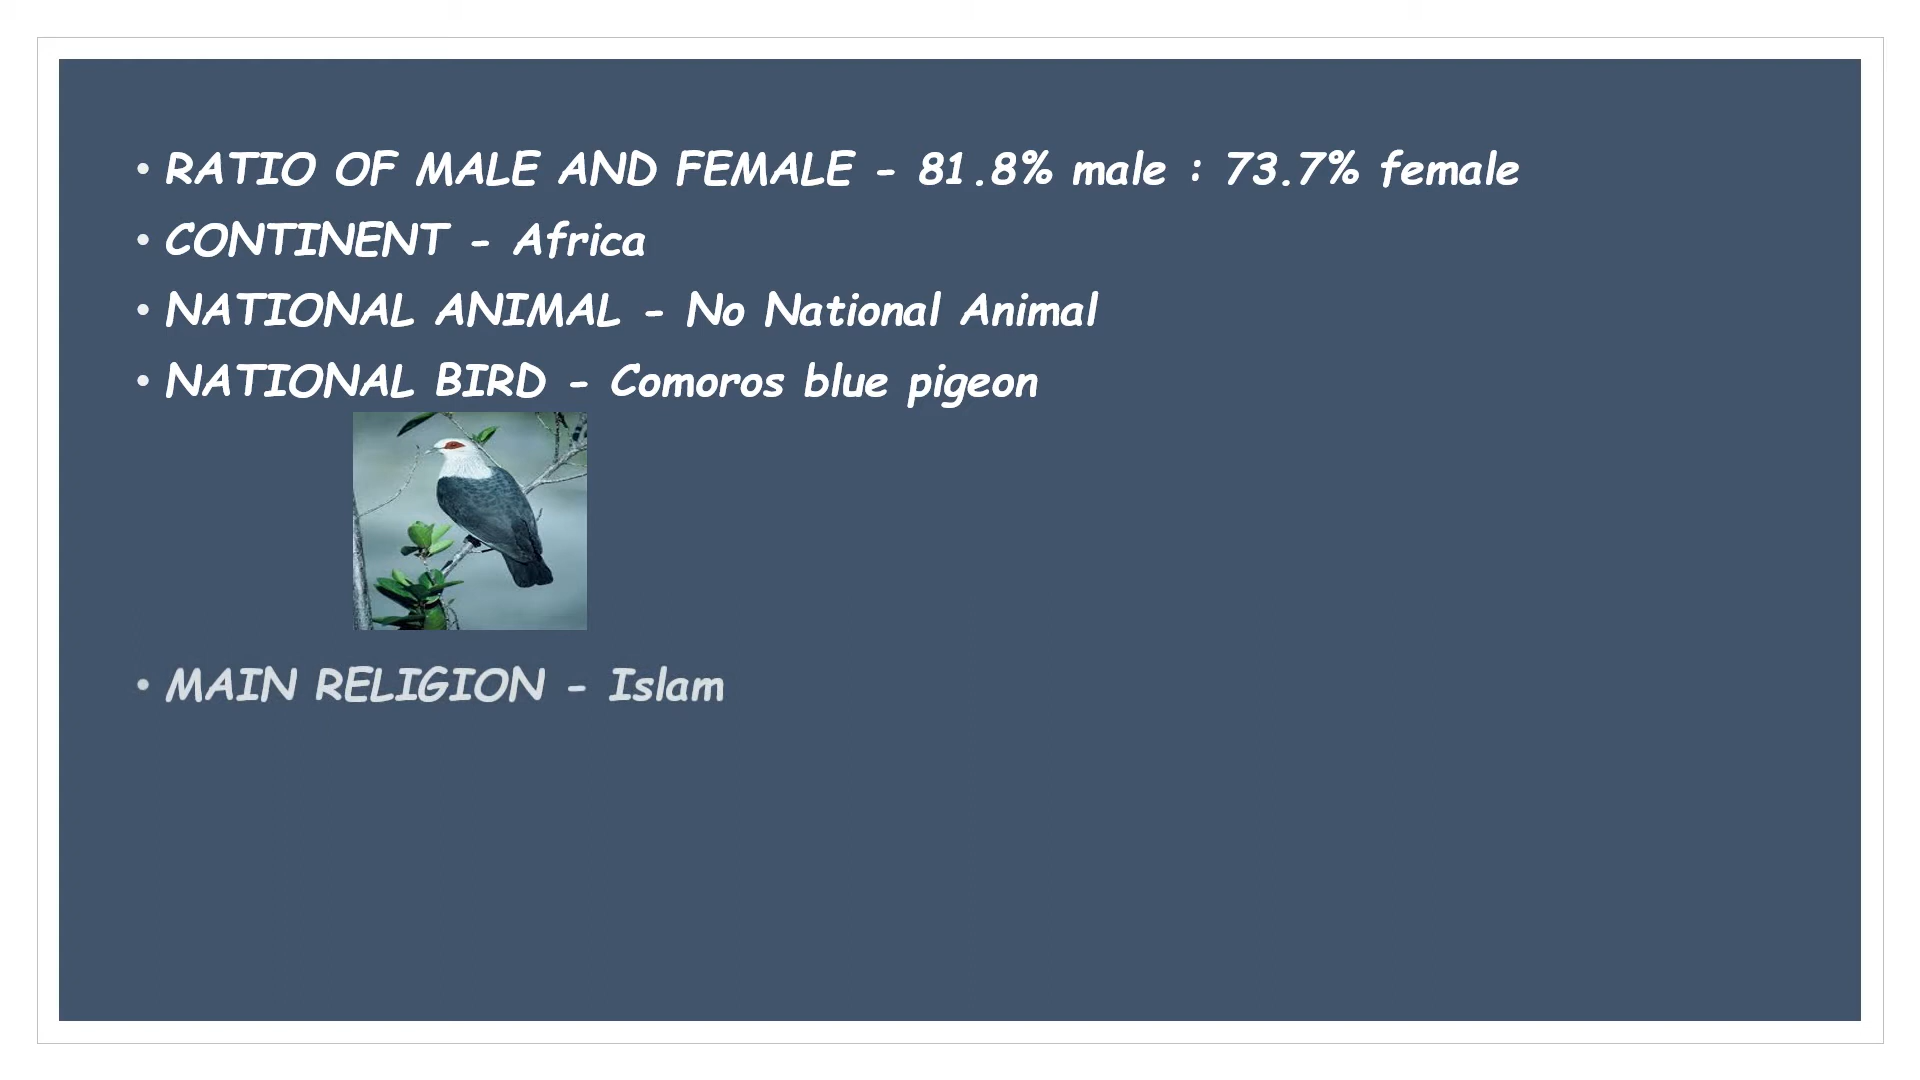 • RATIO OF MALE AND FEMALE - 81.8% male : 73.7% female
• CONTINENT - Africa
• NATIONAL ANIMAL - No National Animal
• NATIONAL BIRD - Comoros blue pigeon
• MAIN RELIGION - Islam